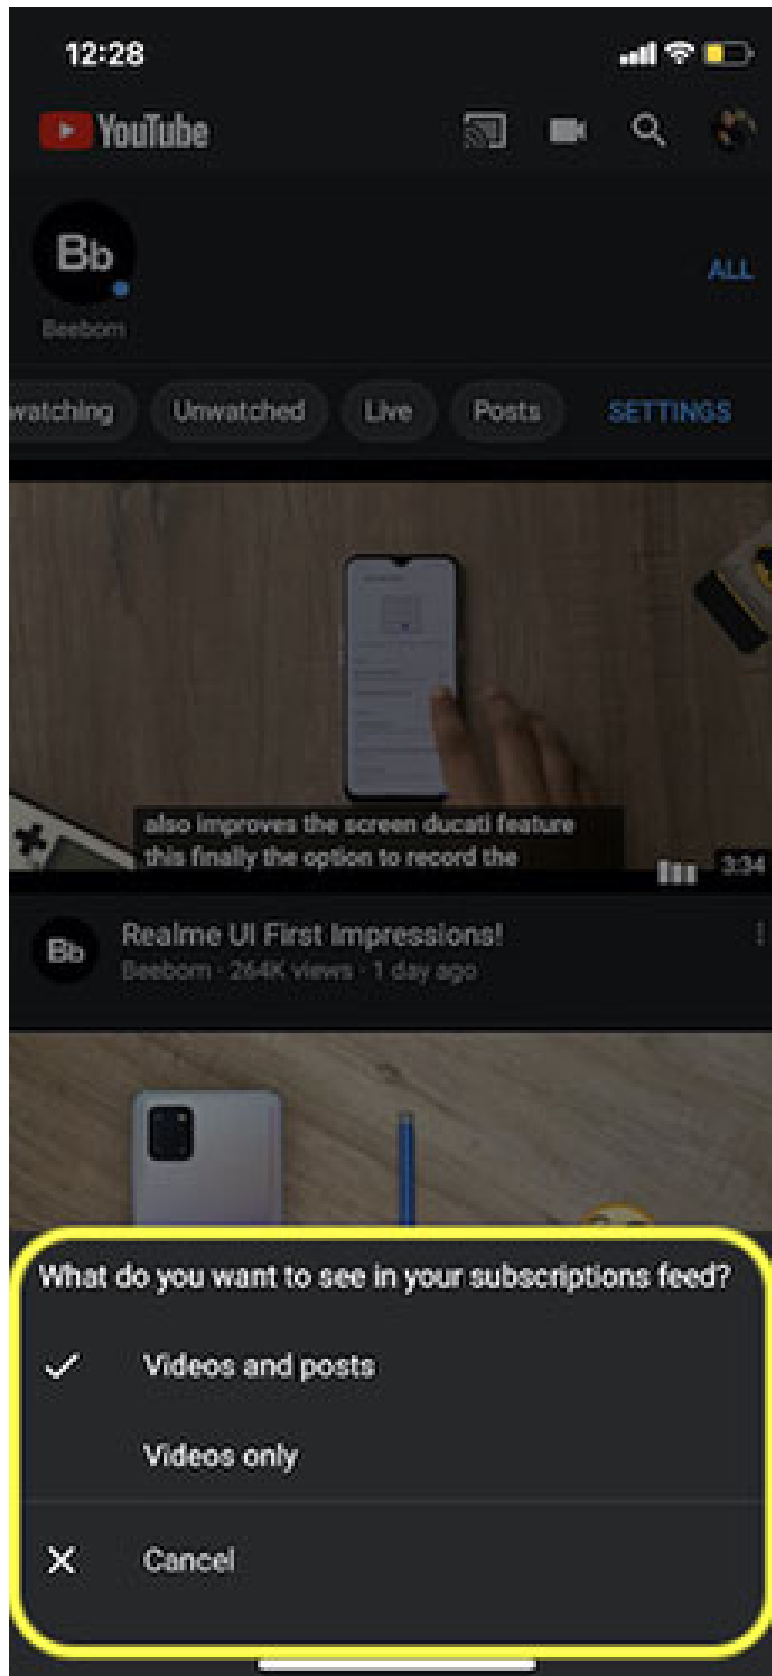 12:28
YouTube
Bb
ALL
Beebom
watching Unwatched Live Posts SETTINGS
also improves the screen ducati feature
this finally the option to record the
3:34
Bb
Realme UI First Impressions!
Beebom · 264K views · 1 day ago
What do you want to see in your subscriptions feed?
Videos and posts
Videos only
Cancel